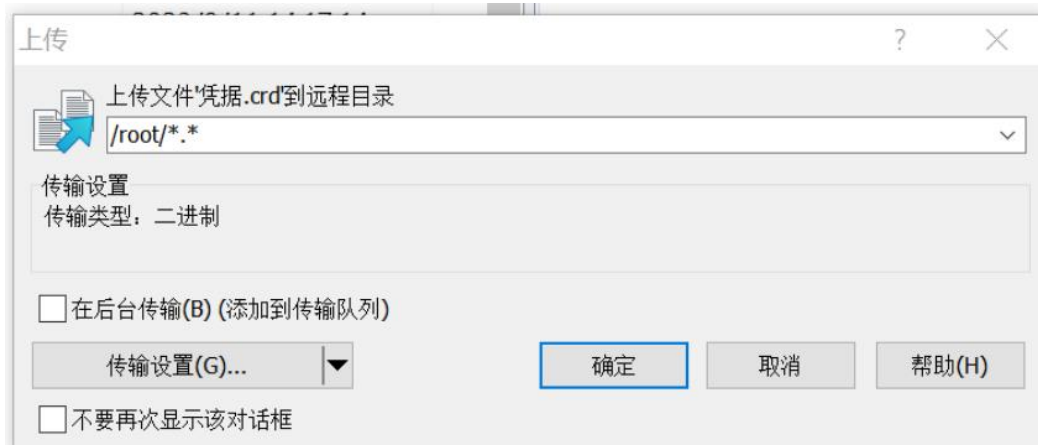 上传
?
上传文件'凭据.crd'到远程目录
/root/*.*
传输设置
传输类型：二进制
在后台传输(B) (添加到传输队列)
传输设置(G)...
确定
取消
帮助(H)
不要再次显示该对话框